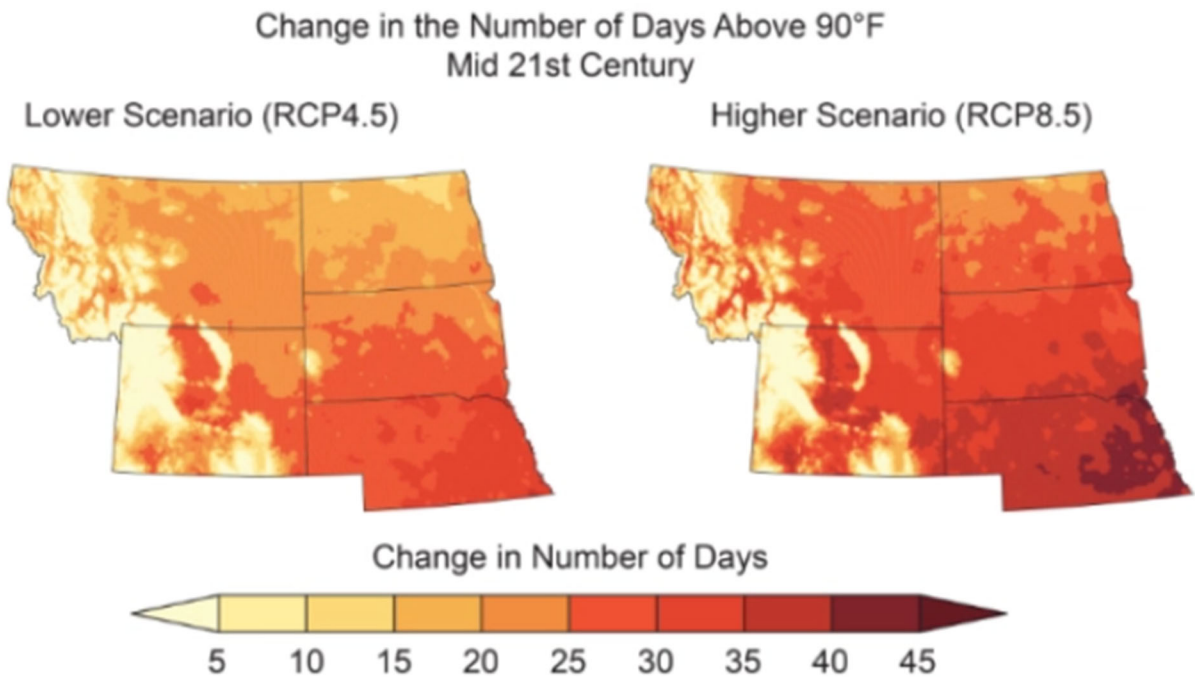 Change in the Number of Days Above 90°F
Mid 21st Century
Lower Scenario (RCP4.5)
Higher Scenario (RCP8.5)
Change in Number of Days
5 10 15 20 25 30 35 40 45